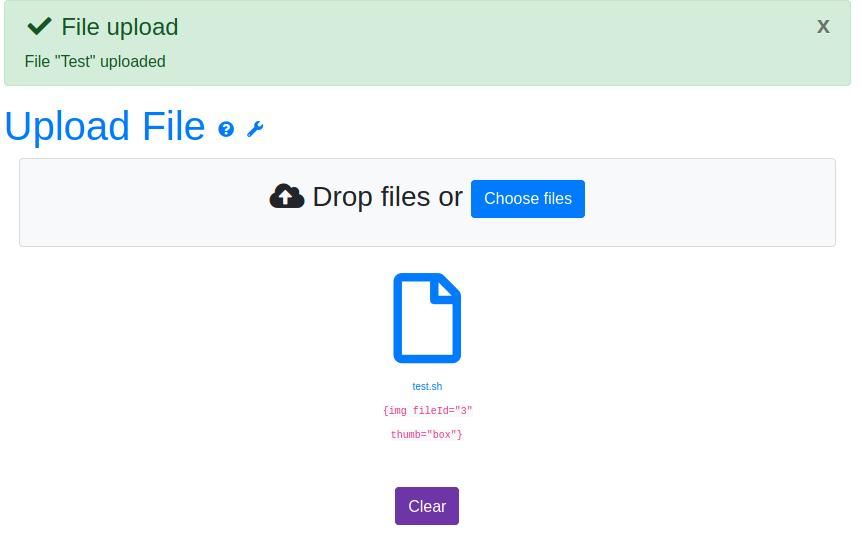 File upload
x
File "Test" uploaded
Upload File
Drop files or Choose files
test.sh
{img fileId="3"
thumb="box"}
Clear